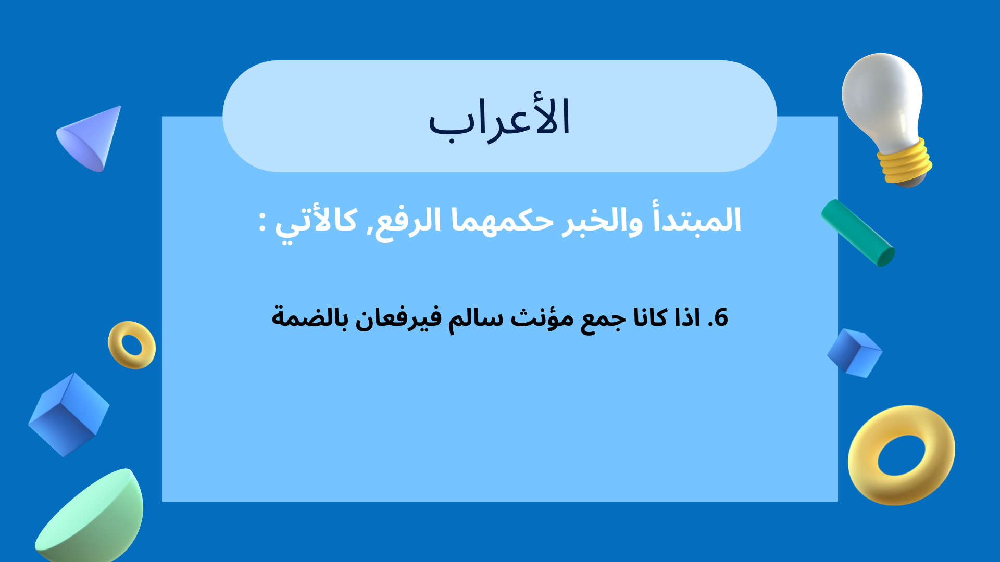 الأعراب
المبتدأ والخبر حكمهما الرفع, كالأتي :
6. اذا كانا جمع مؤنث سالم فيرفعان بالضمة